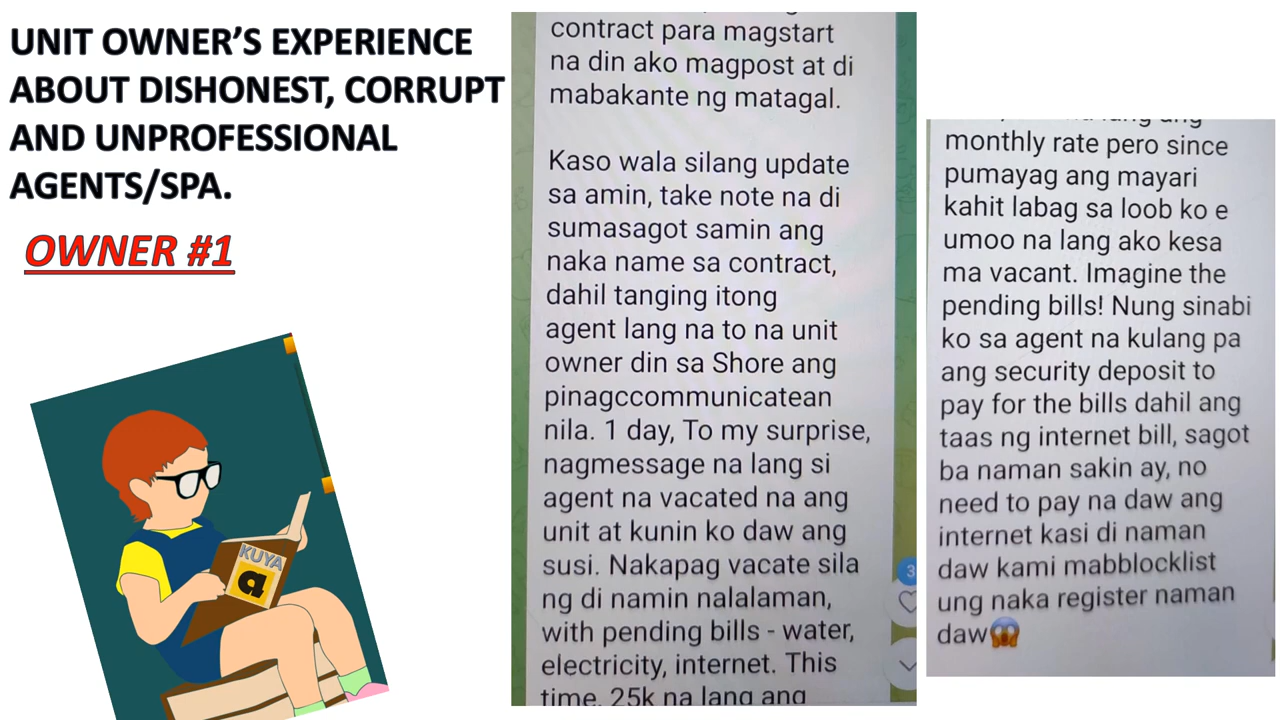 UNIT OWNER'S EXPERIENCE
ABOUT DISHONEST, CORRUPT
AND UNPROFESSIONAL
AGENTS/SPA.
OWNER #1
KUYA
a
contract para magstart
na din ako magpost at di
mabakante ng matagal.
Kaso wala silang update
sa amin, take note na di
sumasagot samin ang
naka name sa contract,
dahil tanging itong
agent lang na to na unit
owner din sa Shore ang
pinagccommunicatean
nila. 1 day, To my surprise,
nagmessage na lang si
agent na vacated na ang
unit at kunin ko daw ang
susi. Nakapag vacate sila
ng di namin nalalaman,
with pending bills - water,
electricity, internet. This
time, 25k na lang ang
3
monthly rate pero since
pumayag ang mayari
kahit labag sa loob ko e
umoo na lang ako kesa
ma vacant. Imagine the
pending bills! Nung sinabi
ko sa agent na kulang pa
ang security deposit to
pay for the bills dahil ang
taas ng internet bill, sagot
ba naman sakin ay, no
need to pay na daw ang
internet kasi di naman
daw kami mabblocklist
ung naka register naman
daw😱